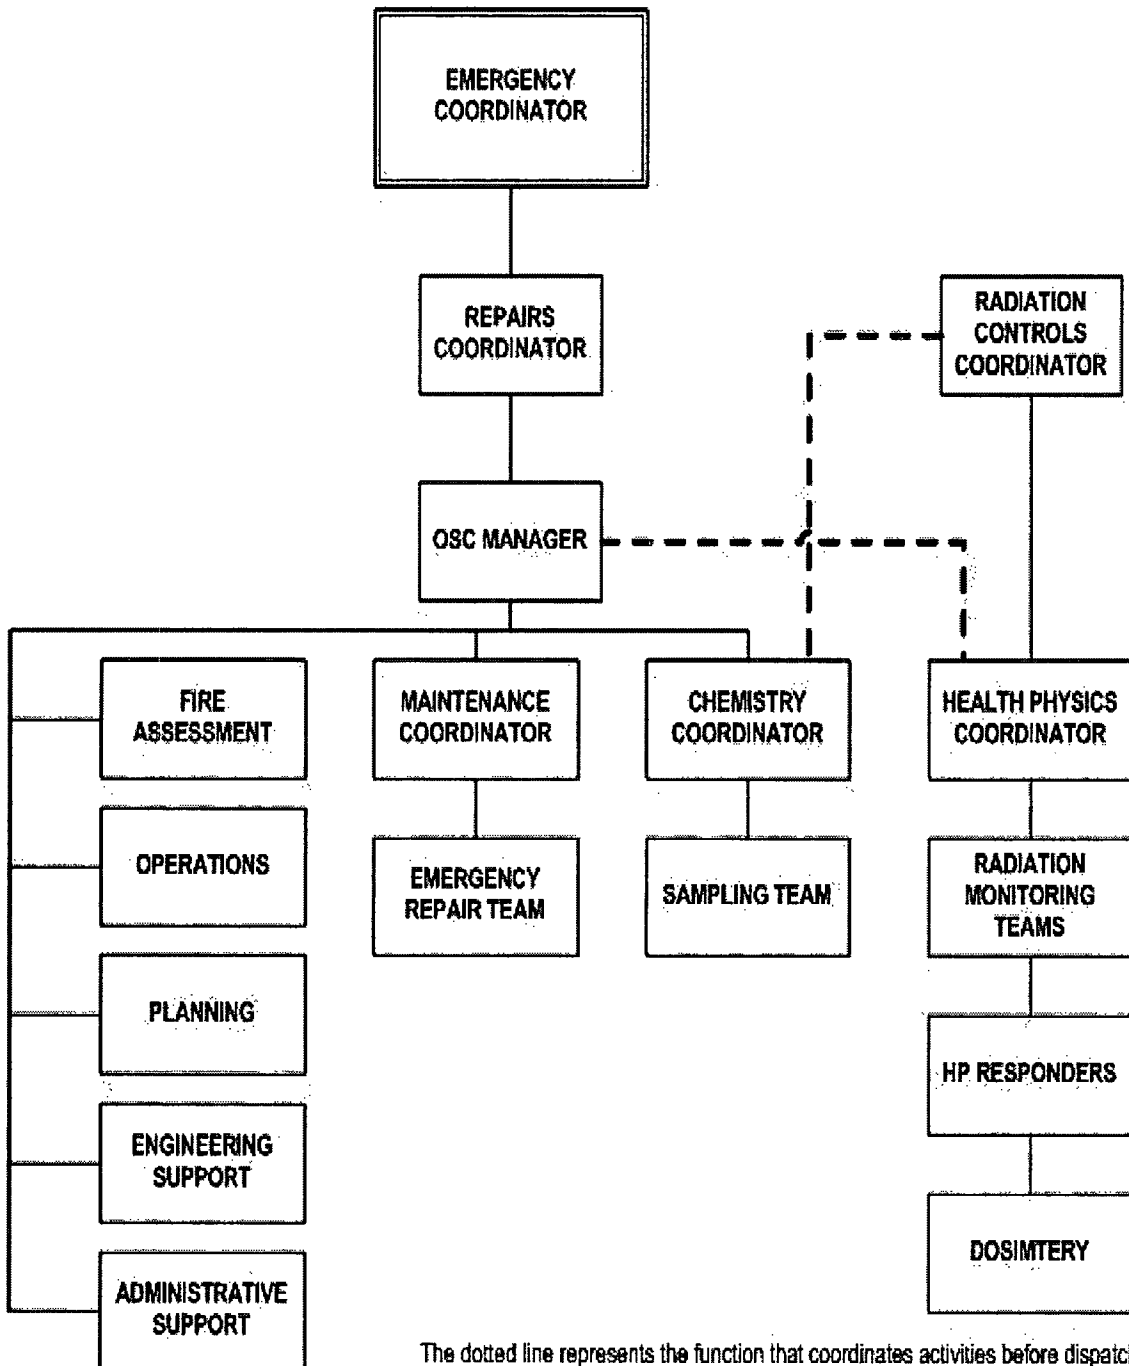 EMERGENCY
COORDINATOR
REPAIRS
COORDINATOR
RADIATION
CONTROLS
COORDINATOR
OSC MANAGER
FIRE
ASSESSMENT
MAINTENANCE
COORDINATOR
CHEMISTRY
COORDINATOR
HEALTH PHYSICS
COORDINATOR
OPERATIONS
EMERGENCY
REPAIR TEAM
SAMPLING TEAM
RADIATION
MONITORING
TEAMS
PLANNING
HP RESPONDERS
ENGINEERING
SUPPORT
DOSIMTERY
ADMINISTRATIVE
SUPPORT
The dotted line represents the function that coordinates activities before dispatch